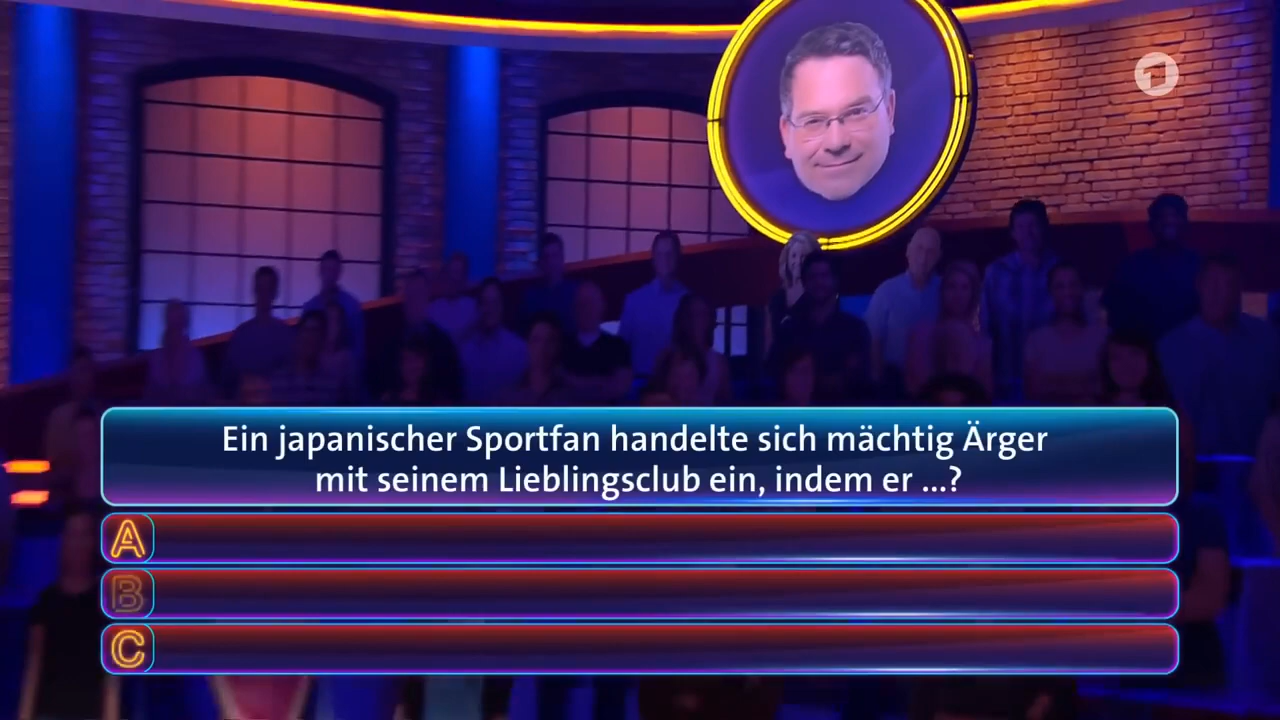 1
Ein japanischer Sportfan handelte sich mächtig Ärger
mit seinem Lieblingsclub ein, indem er ...?
A
B
C